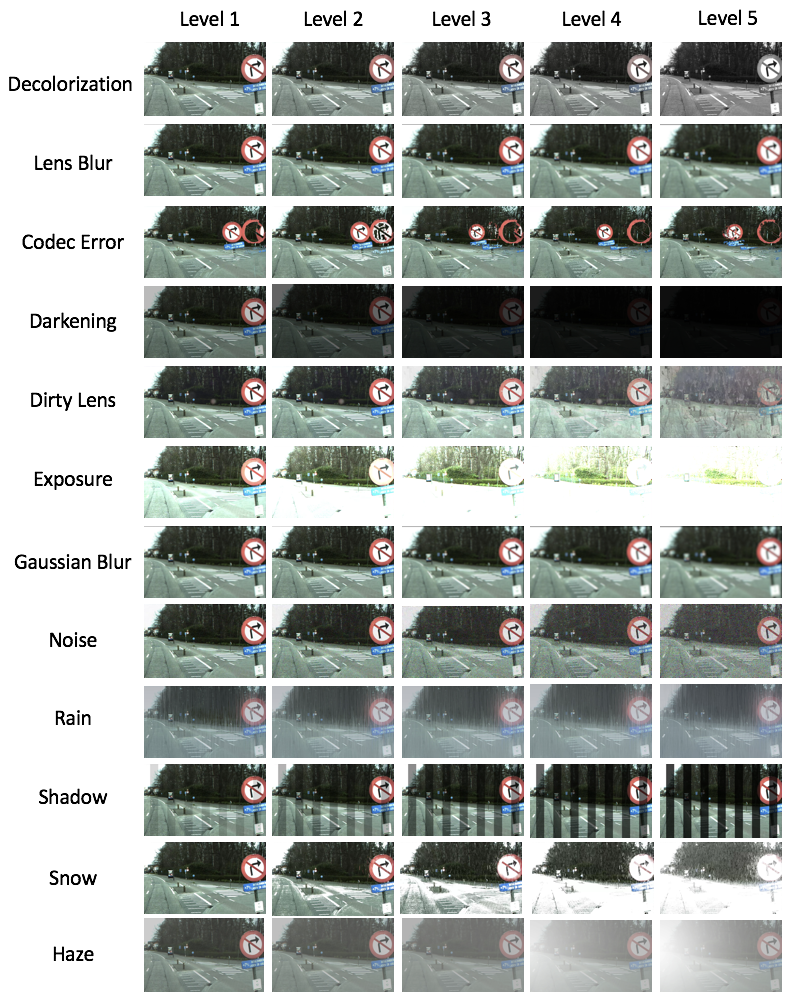 Level 1 Level 2 Level 3 Level 4 Level 5
Decolorization
Lens Blur
Codec Error
Darkening
Dirty Lens
Exposure
Gaussian Blur
Noise
Rain
Shadow
Snow
Haze